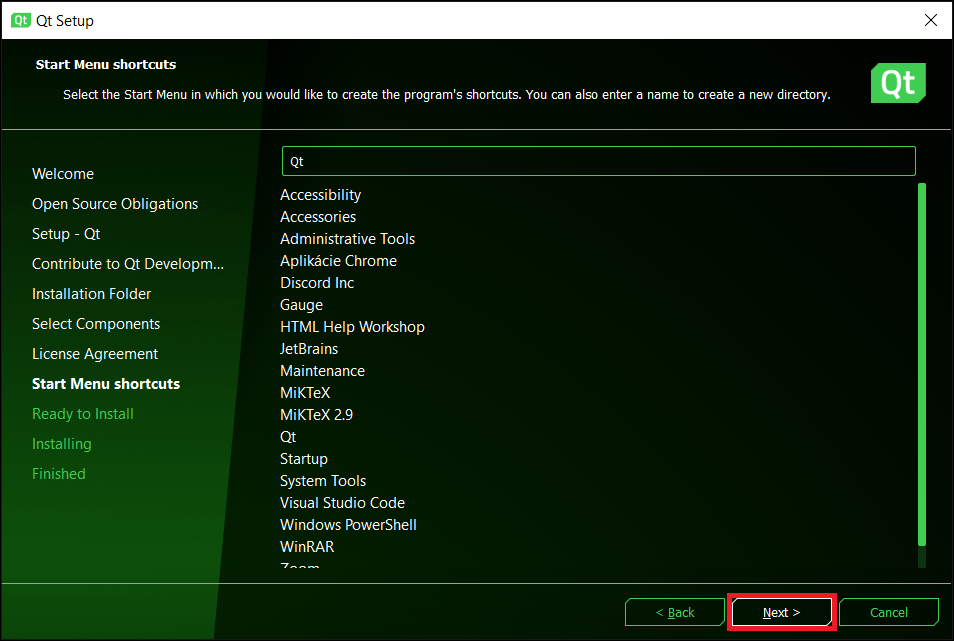 Qt Qt Setup
Start Menu shortcuts
Select the Start Menu in which you would like to create the program's shortcuts. You can also enter a name to create a new directory.
Qt
Welcome
Open Source Obligations
Setup - Qt
Contribute to Qt Developm...
Installation Folder
Select Components
License Agreement
Start Menu shortcuts
Ready to Install
Installing
Finished
Qt
Accessibility
Accessories
Administrative Tools
Aplikácie Chrome
Discord Inc
Gauge
HTML Help Workshop
JetBrains
Maintenance
MiKTeX
MiKTeX 2.9
Qt
Startup
System Tools
Visual Studio Code
Windows PowerShell
WinRAR
Zoom
< Back
Next >
Cancel